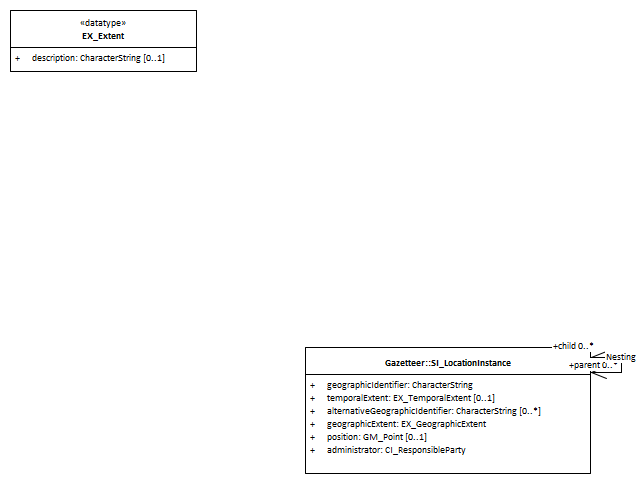 «datatype»
EX_Extent
+ description: CharacterString [0..1]
+child 0..*
Nesting
+parent 0..*
Gazetteer::SI_LocationInstance
+ geographicIdentifier: CharacterString
+ temporalExtent: EX_TemporalExtent [0..1]
+ alternativeGeographicIdentifier: CharacterString [0..*]
+ geographicExtent: EX_GeographicExtent
+ position: GM_Point [0..1]
+ administrator: CI_ResponsibleParty